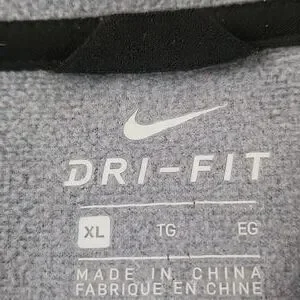 DRI-FIT
XL TG EG
MADE IN CHINA
FABRIQUE EN CHINE